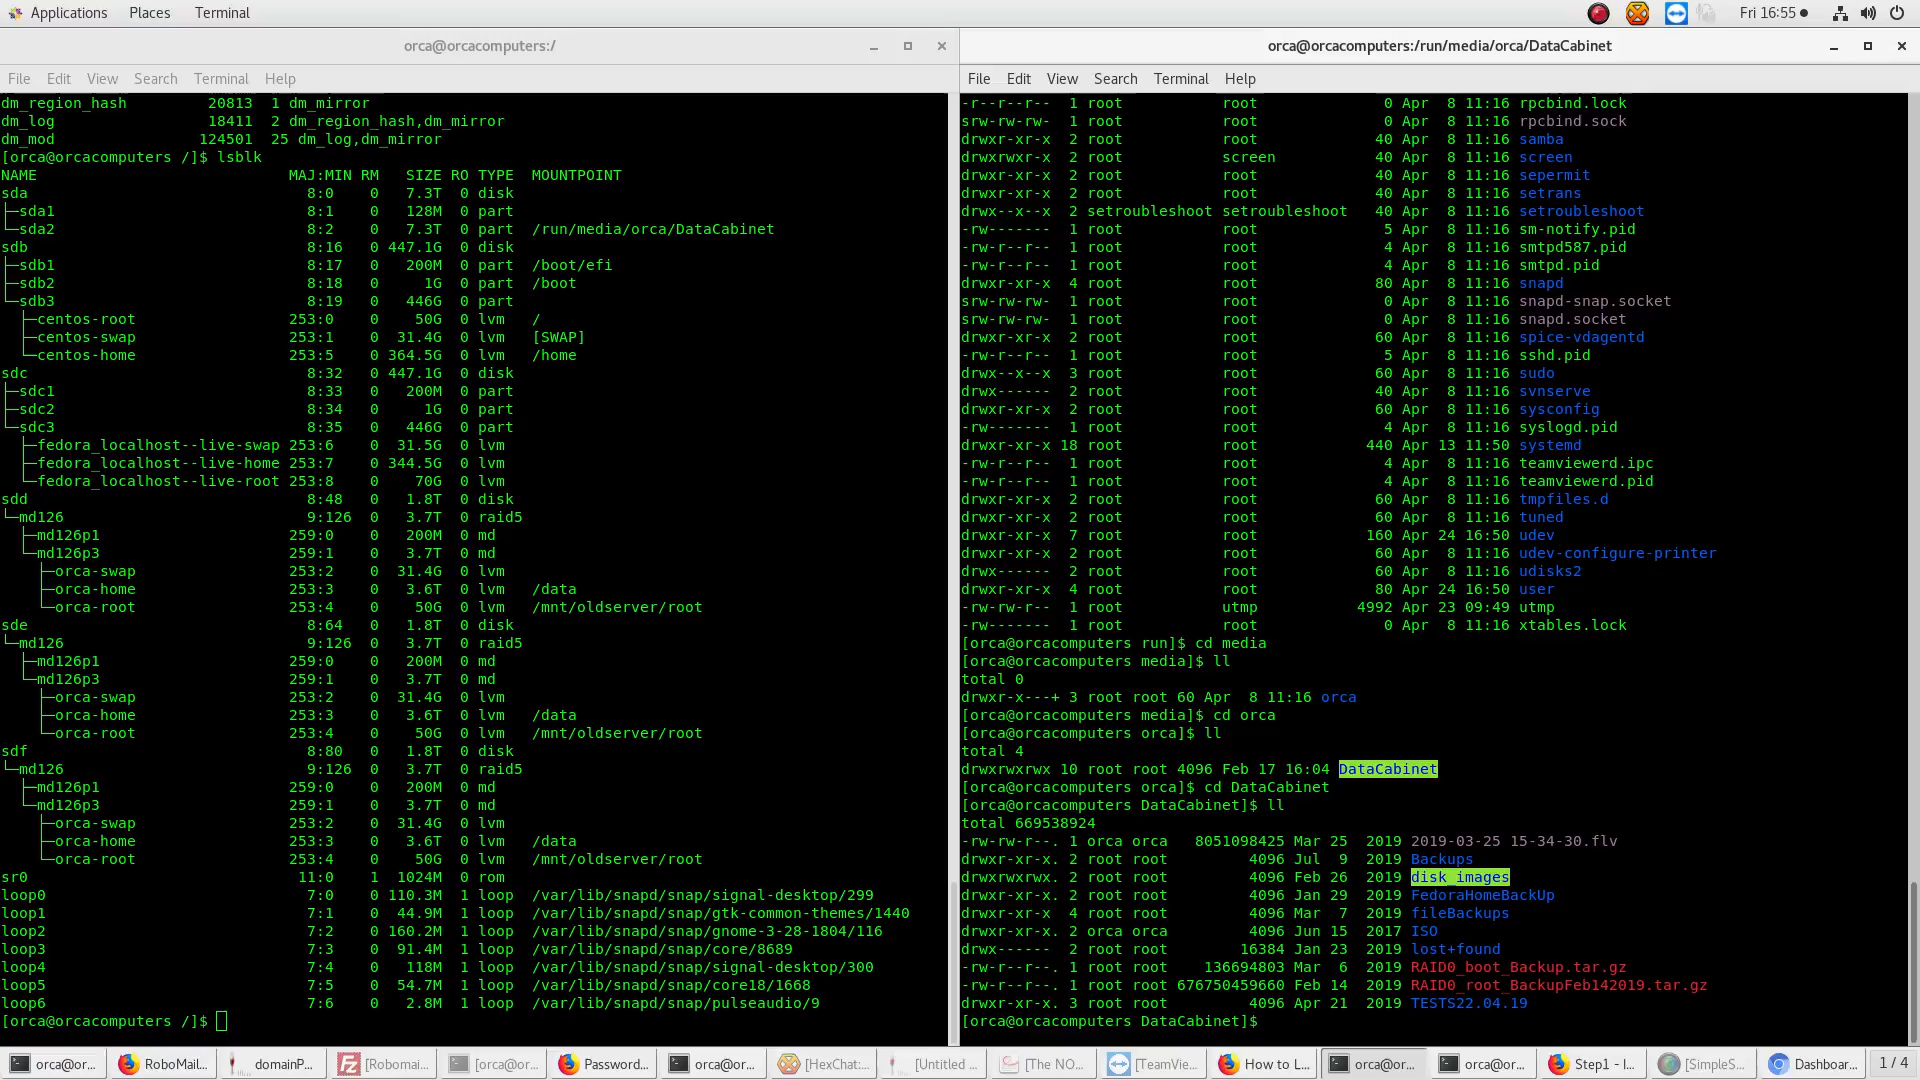 Applications Places Terminal Fri 16:55
orca@orcacomputers:/
File Edit View Search Terminal Help
dm_region_hash 20813 1 dm_mirror
dm_log 18411 2 dm_region_hash,dm_mirror
dm_mod 124501 25 dm_log,dm_mirror
[orca@orcacomputers /]$ lsblk
NAME MAJ:MIN RM SIZE RO TYPE MOUNTPOINT
sda 8:0 0 7.3T 0 disk
├─sda1 8:1 0 128M 0 part
└─sda2 8:2 0 7.3T 0 part /run/media/orca/DataCabinet
sdb 8:16 0 447.1G 0 disk
├─sdb1 8:17 0 200M 0 part /boot/efi
├─sdb2 8:18 0 1G 0 part /boot
└─sdb3 8:19 0 446G 0 part
├─centos-root 253:0 0 50G 0 lvm /
├─centos-swap 253:1 0 31.4G 0 lvm [SWAP]
└─centos-home 253:5 0 364.5G 0 lvm /home
sdc 8:32 0 447.1G 0 disk
├─sdc1 8:33 0 200M 0 part
├─sdc2 8:34 0 1G 0 part
└─sdc3 8:35 0 446G 0 part
├─fedora_localhost--live-swap 253:6 0 31.5G 0 lvm
├─fedora_localhost--live-home 253:7 0 344.5G 0 lvm
└─fedora_localhost--live-root 253:8 0 70G 0 lvm
sdd 8:48 0 1.8T 0 disk
└─md126 9:126 0 3.7T 0 raid5
├─md126p1 259:0 0 200M 0 md
└─md126p3 259:1 0 3.7T 0 md
├─orca-swap 253:2 0 31.4G 0 lvm
├─orca-home 253:3 0 3.6T 0 lvm /data
└─orca-root 253:4 0 50G 0 lvm /mnt/oldserver/root
sde 8:64 0 1.8T 0 disk
└─md126 9:126 0 3.7T 0 raid5
├─md126p1 259:0 0 200M 0 md
└─md126p3 259:1 0 3.7T 0 md
├─orca-swap 253:2 0 31.4G 0 lvm
├─orca-home 253:3 0 3.6T 0 lvm /data
└─orca-root 253:4 0 50G 0 lvm /mnt/oldserver/root
sdf 8:80 0 1.8T 0 disk
└─md126 9:126 0 3.7T 0 raid5
├─md126p1 259:0 0 200M 0 md
└─md126p3 259:1 0 3.7T 0 md
├─orca-swap 253:2 0 31.4G 0 lvm
├─orca-home 253:3 0 3.6T 0 lvm /data
└─orca-root 253:4 0 50G 0 lvm /mnt/oldserver/root
sr0 11:0 1 1024M 0 rom
loop0 7:0 0 110.3M 1 loop /var/lib/snapd/snap/signal-desktop/299
loop1 7:1 0 44.9M 1 loop /var/lib/snapd/snap/gtk-common-themes/1440
loop2 7:2 0 160.2M 1 loop /var/lib/snapd/snap/gnome-3-28-1804/116
loop3 7:3 0 91.4M 1 loop /var/lib/snapd/snap/core/8689
loop4 7:4 0 118M 1 loop /var/lib/snapd/snap/signal-desktop/300
loop5 7:5 0 54.7M 1 loop /var/lib/snapd/snap/core18/1668
loop6 7:6 0 2.8M 1 loop /var/lib/snapd/snap/pulseaudio/9
[orca@orcacomputers /]$
orca@orcacomputers:/run/media/orca/DataCabinet
File Edit View Search Terminal Help
-r--r--r-- 1 root root 0 Apr 8 11:16 rpcbind.lock
srw-rw-rw- 1 root root 0 Apr 8 11:16 rpcbind.sock
drwxr-xr-x 2 root root 40 Apr 8 11:16 samba
drwxrwxr-x 2 root screen 40 Apr 8 11:16 screen
drwxr-xr-x 2 root root 40 Apr 8 11:16 sepermit
drwxr-xr-x 2 root root 40 Apr 8 11:16 setrans
drwx--x--x 2 setroubleshoot setroubleshoot 40 Apr 8 11:16 setroubleshoot
-rw------- 1 root root 5 Apr 8 11:16 sm-notify.pid
-rw-r--r-- 1 root root 4 Apr 8 11:16 smtpd587.pid
-rw-r--r-- 1 root root 4 Apr 8 11:16 smtpd.pid
drwxr-xr-x 4 root root 80 Apr 8 11:16 snapd
srw-rw-rw- 1 root root 0 Apr 8 11:16 snapd-snap.socket
srw-rw-rw- 1 root root 0 Apr 8 11:16 snapd.socket
drwxr-xr-x 2 root root 60 Apr 8 11:16 spice-vdagentd
-rw-r--r-- 1 root root 5 Apr 8 11:16 sshd.pid
drwx--x--x 3 root root 60 Apr 8 11:16 sudo
drwx------ 2 root root 40 Apr 8 11:16 svnserve
drwxr-xr-x 2 root root 60 Apr 8 11:16 sysconfig
-rw------- 1 root root 4 Apr 8 11:16 syslogd.pid
drwxr-xr-x 18 root root 440 Apr 13 11:50 systemd
-rw-r--r-- 1 root root 4 Apr 8 11:16 teamviewerd.ipc
-rw-r--r-- 1 root root 4 Apr 8 11:16 teamviewerd.pid
drwxr-xr-x 2 root root 60 Apr 8 11:16 tmpfiles.d
drwxr-xr-x 2 root root 60 Apr 8 11:16 tuned
drwxr-xr-x 7 root root 160 Apr 24 16:50 udev
drwxr-xr-x 2 root root 60 Apr 8 11:16 udev-configure-printer
drwx------ 2 root root 60 Apr 8 11:16 udisks2
drwxr-xr-x 4 root root 80 Apr 24 16:50 user
-rw-rw-r-- 1 root utmp 4992 Apr 23 09:49 utmp
-rw------- 1 root root 0 Apr 8 11:16 xtables.lock
[orca@orcacomputers run]$ cd media
[orca@orcacomputers media]$ ll
total 0
drwxr-x---+ 3 root root 60 Apr 8 11:16 orca
[orca@orcacomputers media]$ cd orca
[orca@orcacomputers orca]$ ll
total 4
drwxrwxrwx 10 root root 4096 Feb 17 16:04 DataCabinet
[orca@orcacomputers orca]$ cd DataCabinet
[orca@orcacomputers DataCabinet]$ ll
total 669538924
-rw-rw-r--. 1 orca orca 8051098425 Mar 25 2019 2019-03-25 15-34-30.flv
drwxr-xr-x. 2 root root 4096 Jul 9 2019 Backups
drwxrwxrwx. 2 root root 4096 Feb 26 2019 disk_images
drwxr-xr-x. 2 root root 4096 Jan 29 2019 FedoraHomeBackUp
drwxr-xr-x 4 root root 4096 Mar 7 2019 fileBackups
drwxr-xr-x. 2 orca orca 4096 Jun 15 2017 ISO
drwx------ 2 root root 16384 Jan 23 2019 lost+found
-rw-r--r--. 1 root root 136694803 Mar 6 2019 RAID0_boot_Backup.tar.gz
-rw-r--r--. 1 root root 676750459660 Feb 14 2019 RAID0_root_BackupFeb142019.tar.gz
drwxr-xr-x. 3 root root 4096 Apr 21 2019 TESTS22.04.19
[orca@orcacomputers DataCabinet]$
orca@or... RoboMail... domainP... [Robomai... [orca@or... Password... orca@or... [HexChat:... [Untitled ... [The NO... [TeamVie... How to L... orca@or... orca@or... Step1 - I... [SimpleS... Dashboar... 1 / 4